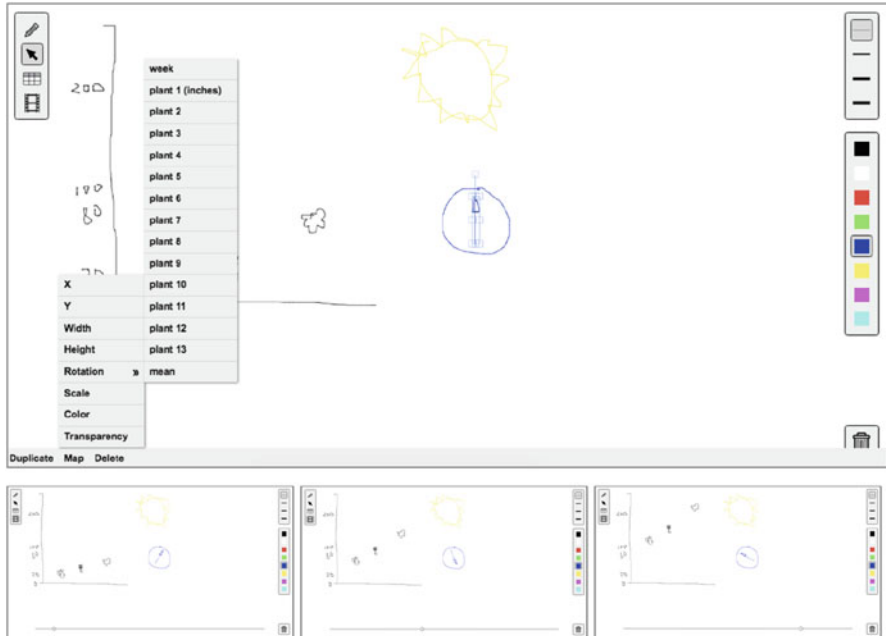 200
week
plant 1 (inches)
plant 2
plant 3
plant 4
plant 5
plant 6
100
plant 7
80
plant 8
plant 9
X
plant 10
Y
plant 11
Width
plant 12
Height
plant 13
Rotation »
mean
Scale
Color
Transparency
Duplicate Map Delete